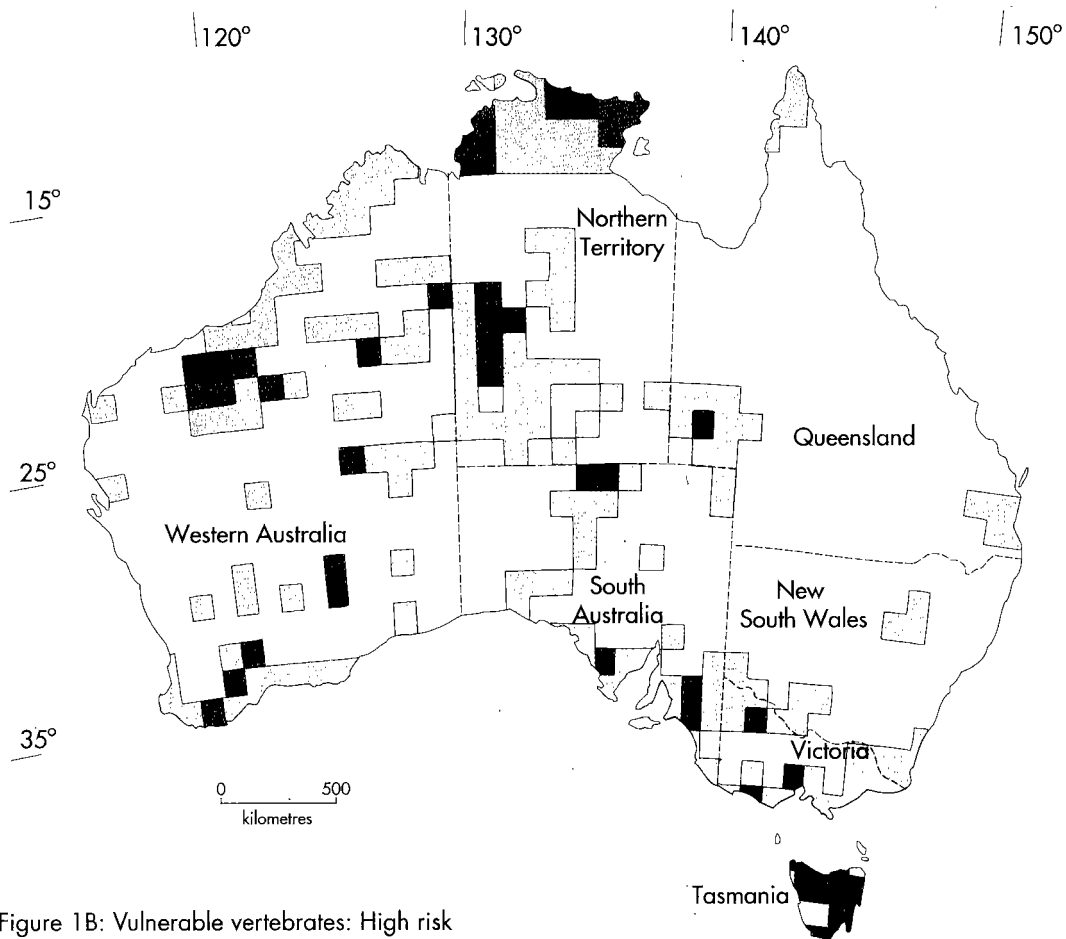 120°
130°
140°
150°
15°
Northern
Territory
Queensland
25°
Western Australia
South
Australia
New
South Wales
35°
Victoria
0 500
kilometres
Tasmania
Figure 1B: Vulnerable vertebrates: High risk